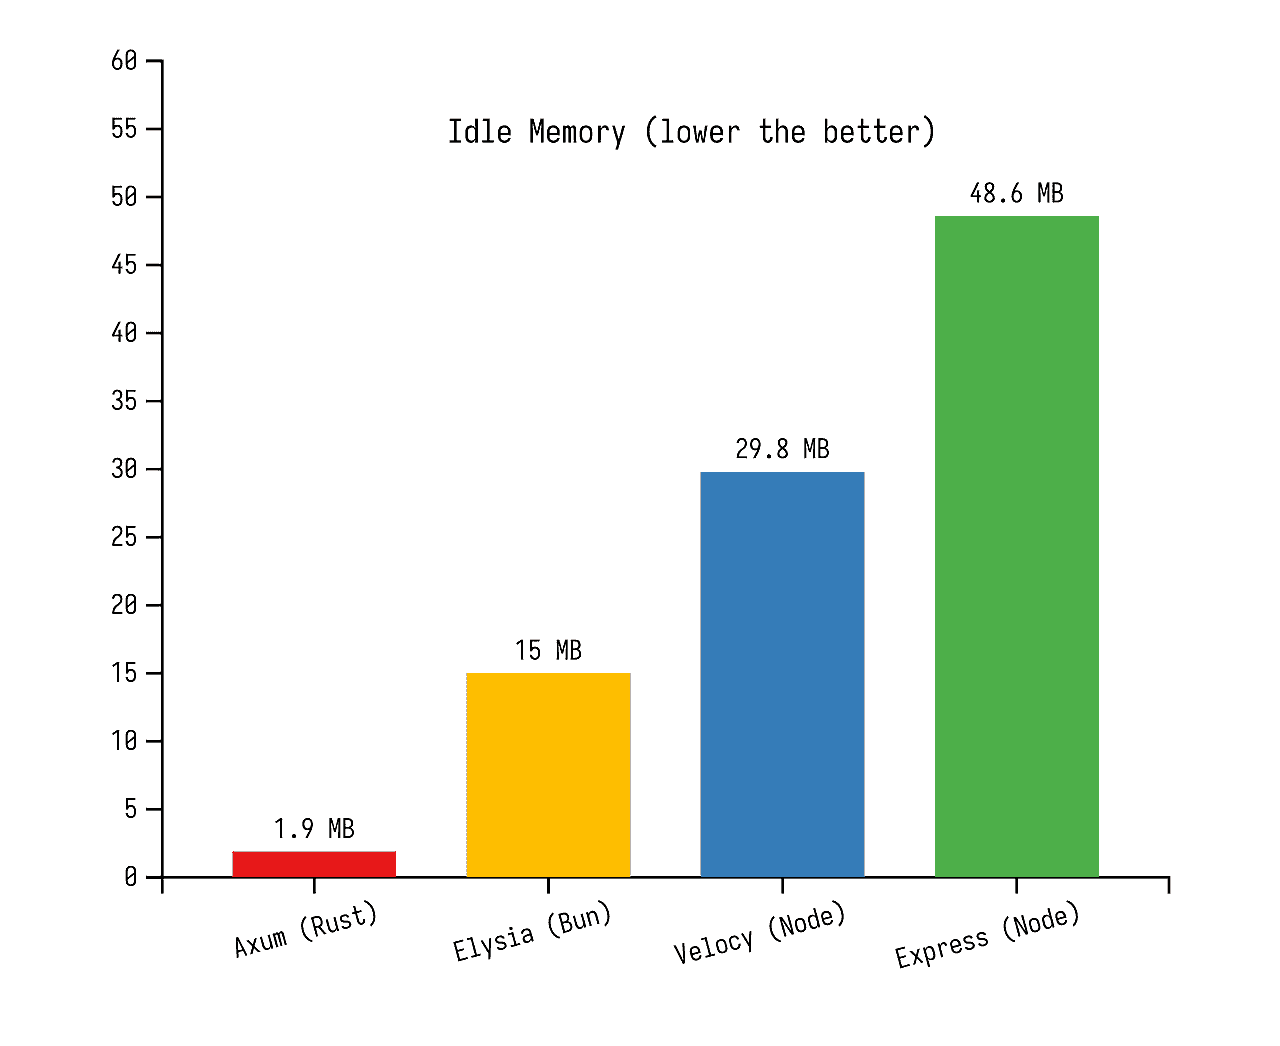 Idle Memory (lower the better)
60
55
50
45
40
35
30
25
20
15
10
5
0
1.9 MB
15 MB
29.8 MB
48.6 MB
Axum (Rust)
Elysia (Bun)
Velocy (Node)
Express (Node)